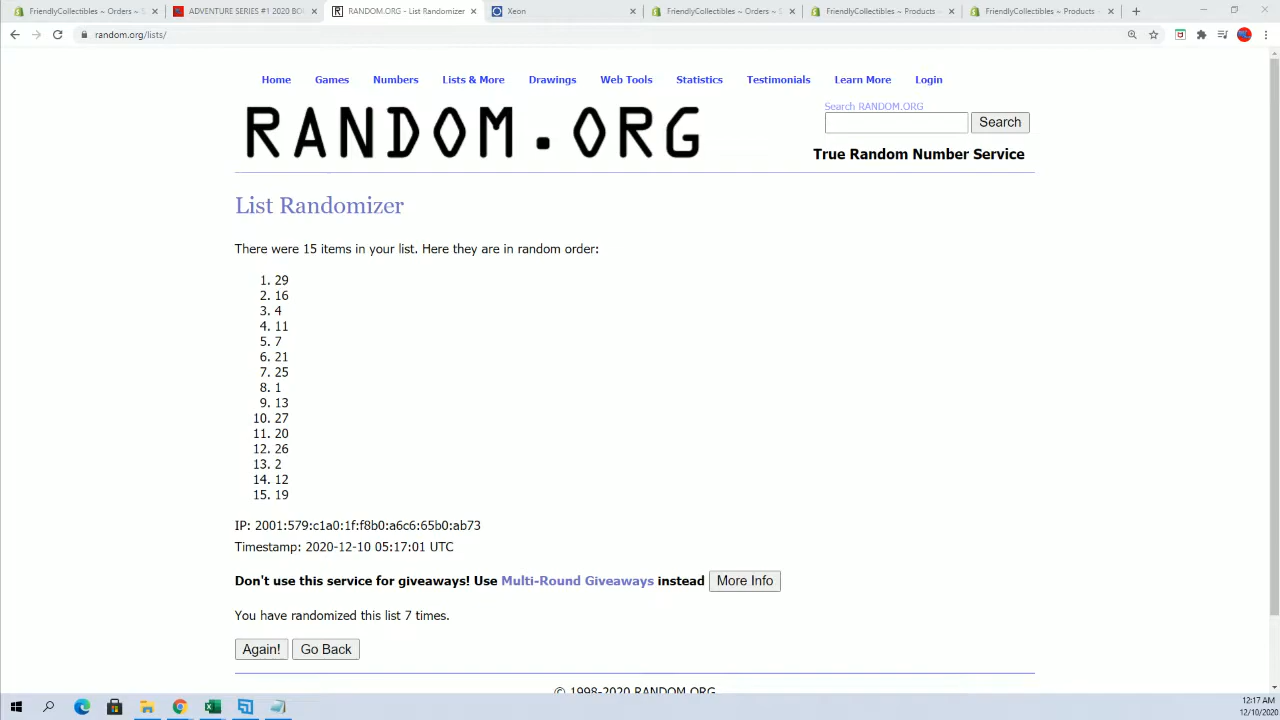 FriendlyCollectibles ~ Orders ~ S
ADVENTURE SERIES #1 2020 BO
RANDOM.ORG - List Randomizer
Xeon
FriendlyCollectibles ~ Orders ~ S
FriendlyCollectibles ~ Products
FriendlyCollectibles ~ Products
random.org/lists/
Home Games Numbers Lists & More Drawings Web Tools Statistics Testimonials Learn More Login
RANDOM.ORG
Search RANDOM.ORG
Search
True Random Number Service
List Randomizer
There were 15 items in your list. Here they are in random order:
1. 29
2. 16
3. 4
4. 11
5. 7
6. 21
7. 25
8. 1
9. 13
10. 27
11. 20
12. 26
13. 2
14. 12
15. 19
IP: 2001:579:c1a0:1f:f8b0:a6c6:65b0:ab73
Timestamp: 2020-12-10 05:17:01 UTC
Don't use this service for giveaways! Use Multi-Round Giveaways instead More Info
You have randomized this list 7 times.
Again! Go Back
© 1998-2020 RANDOM.ORG
12:17 AM
12/10/2020